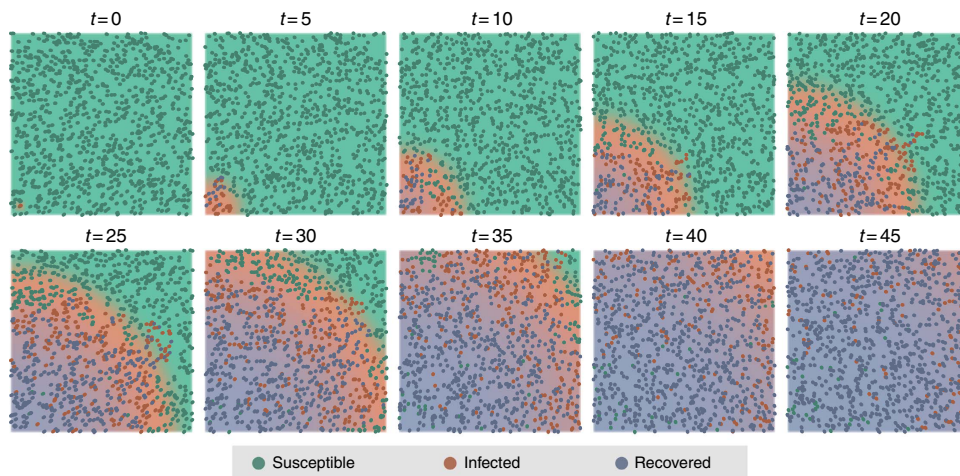 t=0 t=5 t=10 t=15 t=20
t=25 t=30 t=35 t=40 t=45
Susceptible Infected Recovered